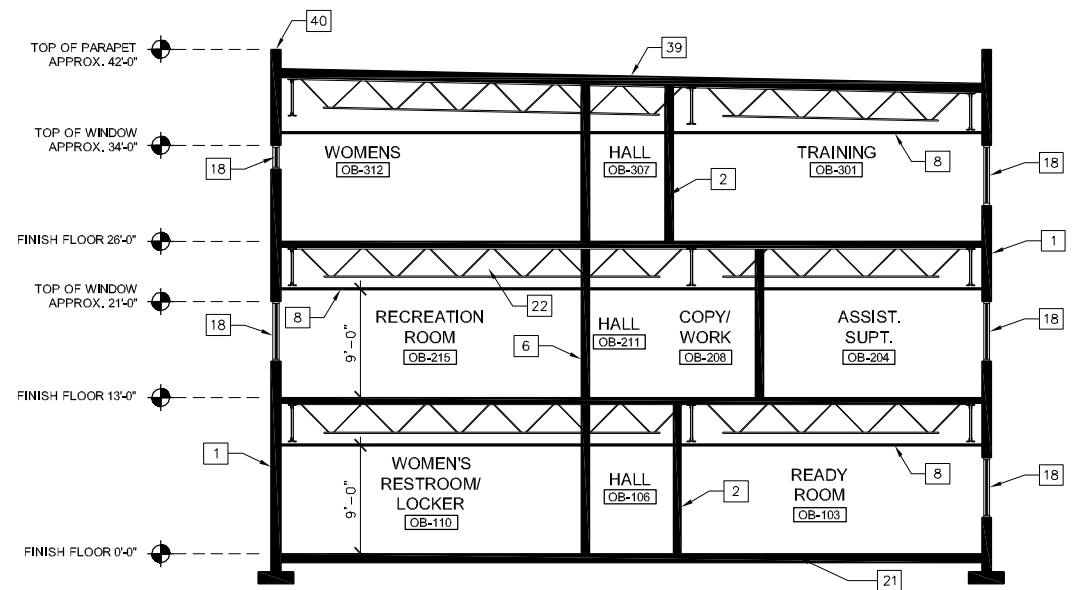 40
TOP OF PARAPET
APPROX. 42'-0"
39
TOP OF WINDOW
APPROX. 34'-0"
18
WOMENS
OB-312
HALL
OB-307
2
TRAINING
OB-301
8
18
FINISH FLOOR 26'-0"
1
TOP OF WINDOW
APPROX. 21'-0"
18
8
9'-0"
RECREATION
ROOM
OB-215
22
6
HALL
OB-211
COPY/
WORK
OB-208
ASSIST.
SUPT.
OB-204
18
FINISH FLOOR 13'-0"
1
9'-0"
WOMEN'S
RESTROOM/
LOCKER
OB-110
HALL
OB-106
2
READY
ROOM
OB-103
8
18
FINISH FLOOR 0'-0"
21